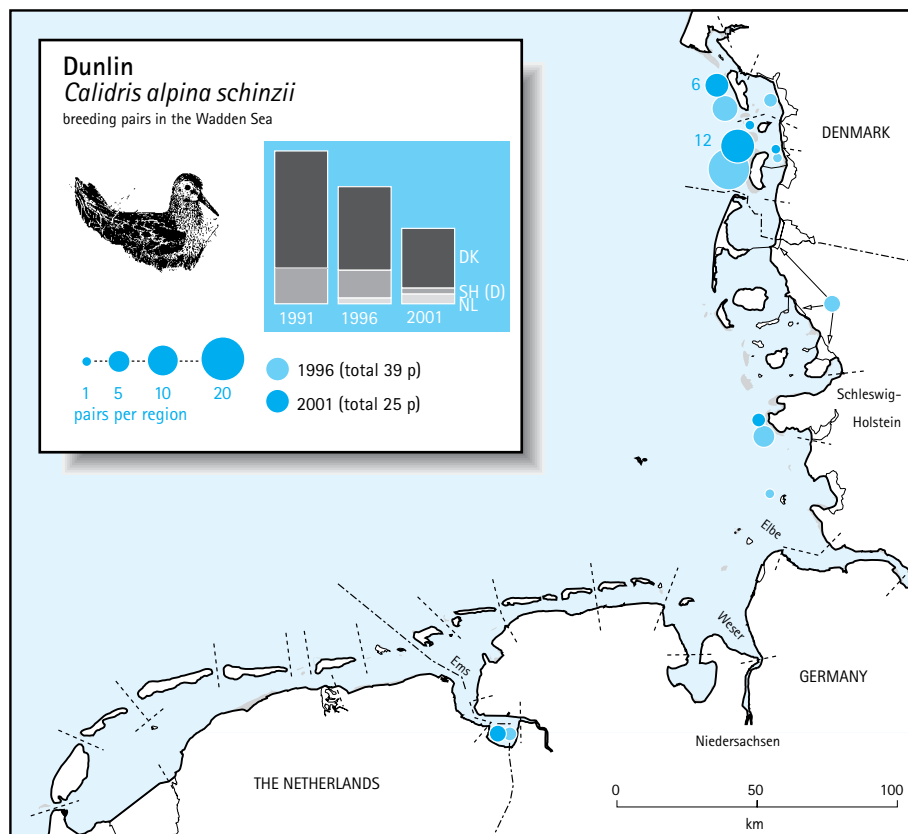 Dunlin
Calidris alpina schinzii
breeding pairs in the Wadden Sea
DK
SH (D)
NL
1991 1996 2001
1 5 10 20
pairs per region
1996 (total 39 p)
2001 (total 25 p)
6
12
DENMARK
Schleswig-
Holstein
Elbe
Weser
Ems
GERMANY
Niedersachsen
THE NETHERLANDS
0 50 100
km